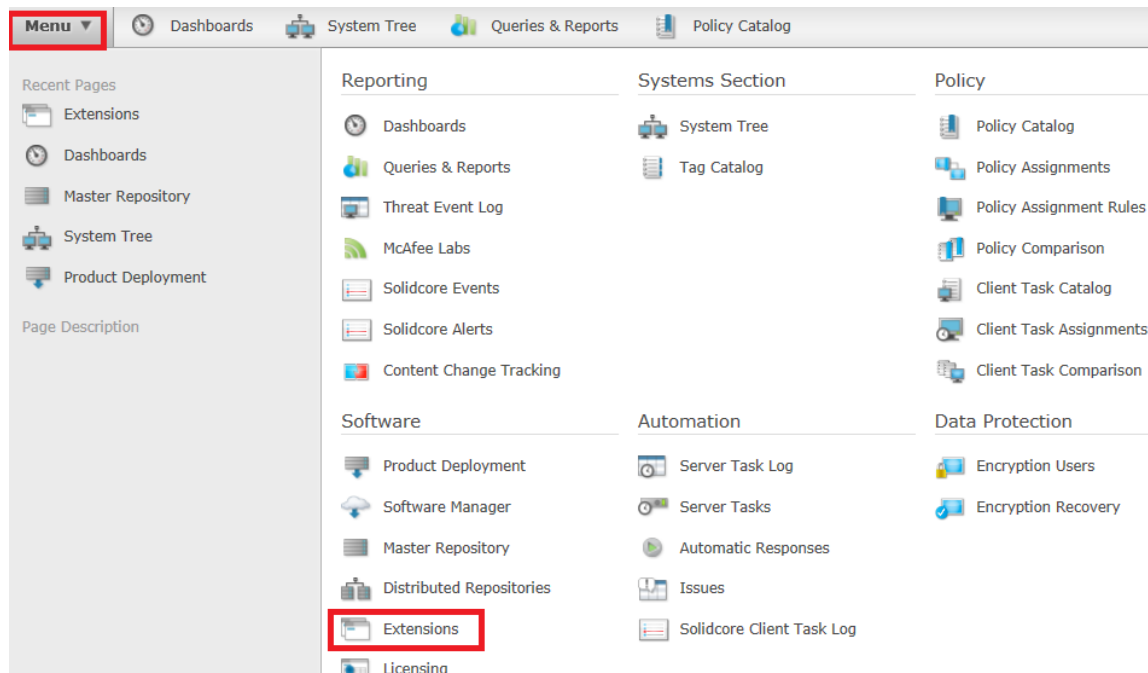 Menu ▼ Dashboards System Tree Queries & Reports Policy Catalog
Recent Pages
Extensions
Dashboards
Master Repository
System Tree
Product Deployment
Page Description
Reporting
Dashboards
Queries & Reports
Threat Event Log
McAfee Labs
Solidcore Events
Solidcore Alerts
Content Change Tracking
Systems Section
System Tree
Tag Catalog
Policy
Policy Catalog
Policy Assignments
Policy Assignment Rules
Policy Comparison
Client Task Catalog
Client Task Assignments
Client Task Comparison
Software
Product Deployment
Software Manager
Master Repository
Distributed Repositories
Extensions
Licensing
Automation
Server Task Log
Server Tasks
Automatic Responses
Issues
Solidcore Client Task Log
Data Protection
Encryption Users
Encryption Recovery